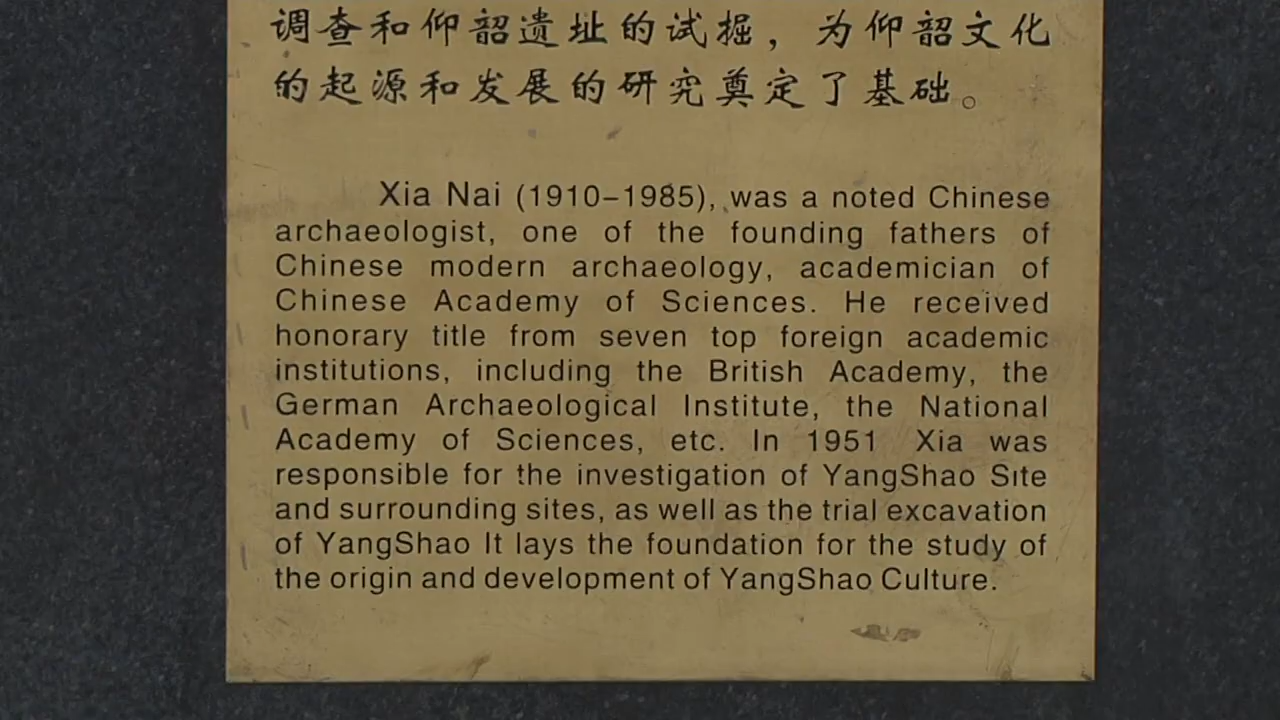 调查和仰韶遗址的试掘，为仰韶文化
的起源和发展的研究奠定了基础。
Xia Nai (1910–1985), was a noted Chinese
archaeologist, one of the founding fathers of
Chinese modern archaeology, academician of
Chinese Academy of Sciences. He received
honorary title from seven top foreign academic
institutions, including the British Academy, the
German Archaeological Institute, the National
Academy of Sciences, etc. In 1951 Xia was
responsible for the investigation of YangShao Site
and surrounding sites, as well as the trial excavation
of YangShao It lays the foundation for the study of
the origin and development of YangShao Culture.